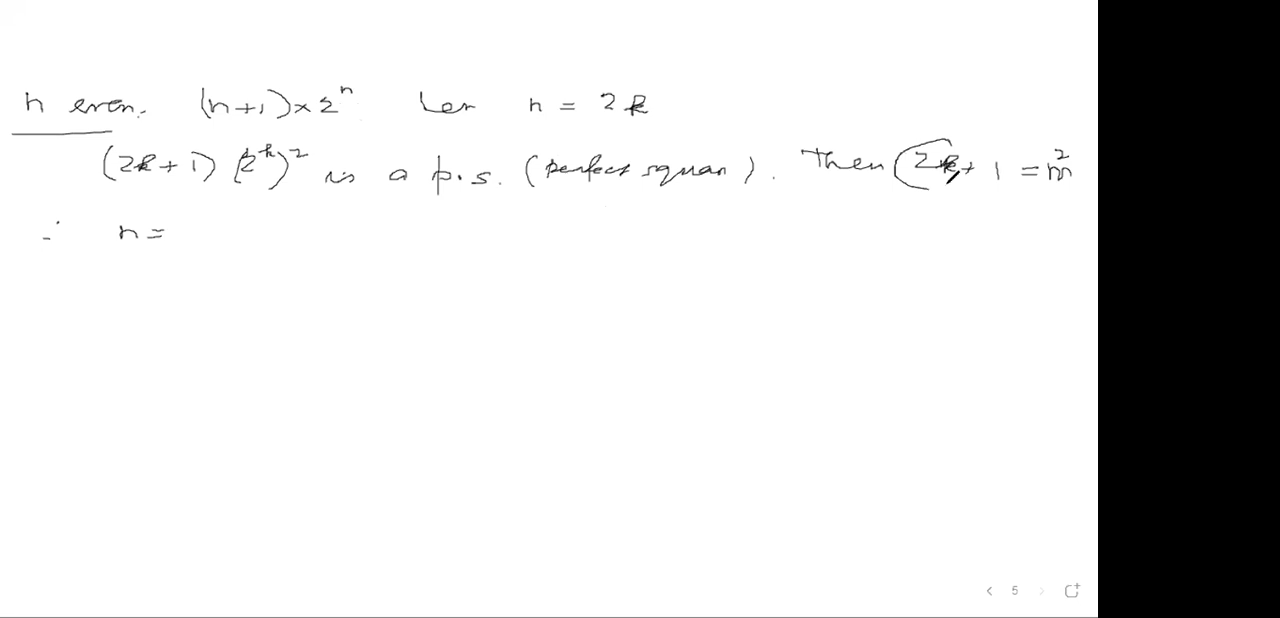 n even. (n+1)×2^n Let n = 2k
(2k+1) (2^k)^2 is a p.s. (perfect square). Then (2k+1 = m^2
∴ n =
< 5 >